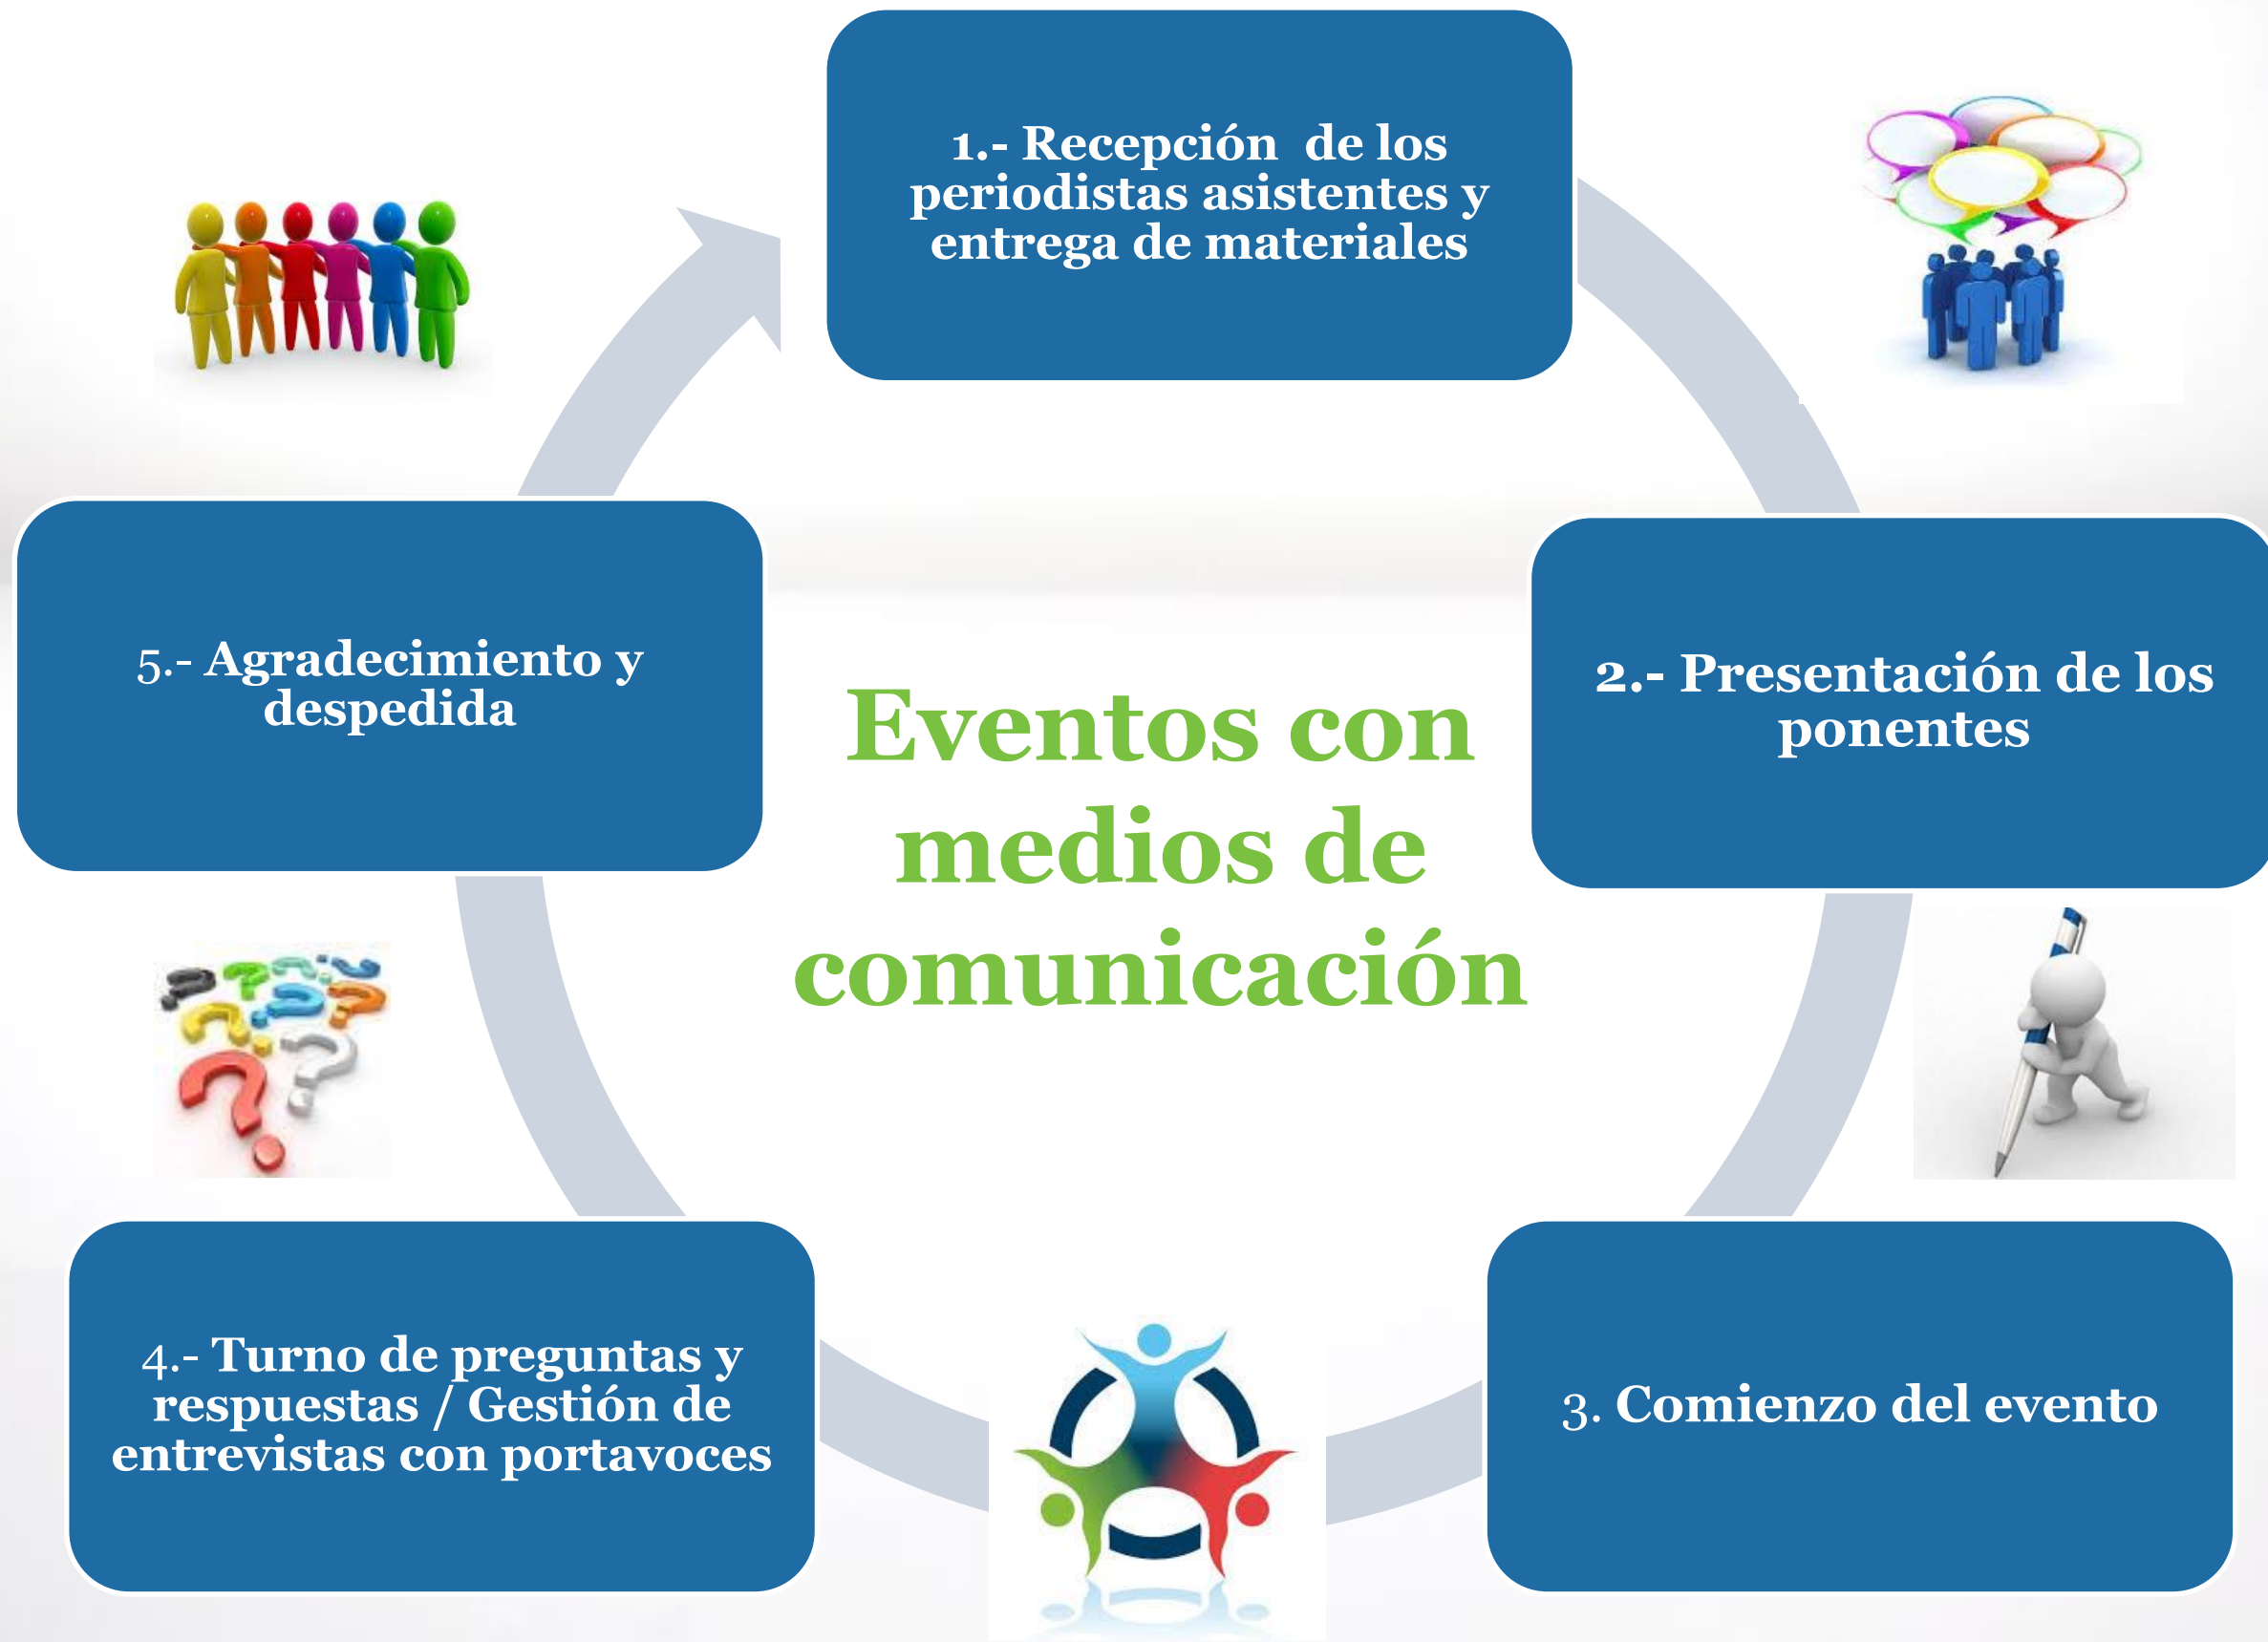 1.- Recepción  de los
periodistas asistentes y
entrega de materiales
2.- Presentación de los
ponentes
3. Comienzo del evento
4.- Turno de preguntas y
respuestas / Gestión de
entrevistas con portavoces
5.- Agradecimiento y
despedida
Eventos con
medios de
comunicación